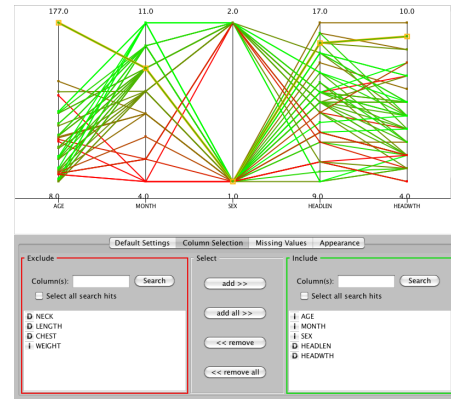 177.0 11.0 2.0 17.0 10.0
8.0 4.0 1.0 9.0 4.0
AGE MONTH SEX HEADLEN HEADWTH
Default Settings Column Selection Missing Values Appearance
Exclude Select Include
Column(s): Search add >> Column(s): Search
Select all search hits Select all search hits
add all >>
D NECK i AGE
D LENGTH i MONTH
D CHEST << remove i SEX
i WEIGHT D HEADLEN
D HEADWTH
<< remove all